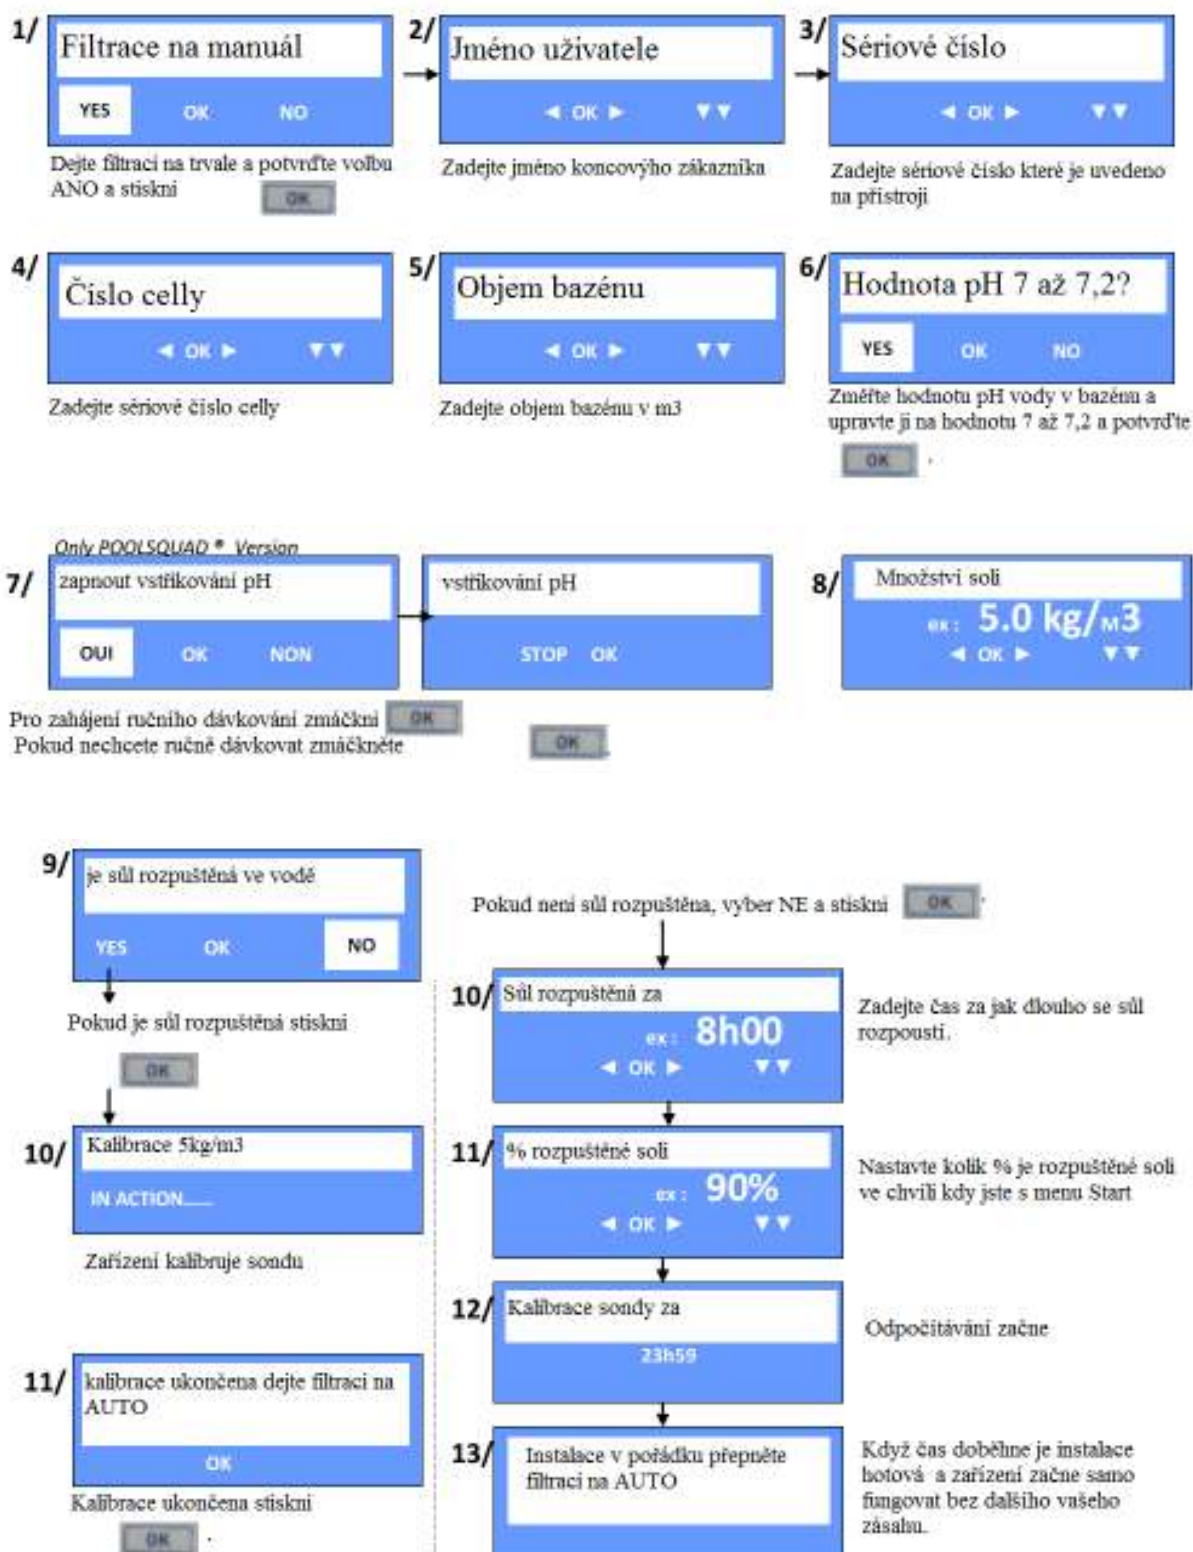 1/ Filtrace na manuál
YES OK NO
Dejte filtraci na trvale a potvrďte volbu
ANO a stiskni OK
2/ Jméno uživatele
◄ OK ► ▼▼
Zadejte jméno koncovýho zákazníka
3/ Sériové číslo
◄ OK ► ▼▼
Zadejte sériové číslo které je uvedeno
na přístroji
4/ Číslo celly
◄ OK ► ▼▼
Zadejte sériové číslo celly
5/ Objem bazénu
◄ OK ► ▼▼
Zadejte objem bazénu v m3
6/ Hodnota pH 7 až 7,2?
YES OK NO
Změřte hodnotu pH vody v bazénu a
upravte ji na hodnotu 7 až 7,2 a potvrďte
OK .
Only POOLSQUAD ® Version
7/ zapnout vstřikování pH
OUI OK NON
vstřikování pH
STOP OK
Pro zahájení ručního dávkování zmáčkni OK
Pokud nechcete ručně dávkovat zmáčkněte OK .
8/ Množství soli
ex : 5.0 kg/M3
◄ OK ► ▼▼
9/ je sůl rozpuštěná ve vodě
YES OK NO
Pokud je sůl rozpuštěná stiskni
OK
10/ Kalibrace 5kg/m3
IN ACTION.....
Zařízení kalibruje sondu
11/ kalibrace ukončena dejte filtraci na
AUTO
OK
Kalibrace ukončena stiskni
OK .
Pokud není sůl rozpuštěna, vyber NE a stiskni OK .
10/ Sůl rozpuštěná za
ex : 8h00
◄ OK ► ▼▼
Zadejte čas za jak dlouho se sůl
rozpoustí.
11/ % rozpuštěné soli
ex : 90%
◄ OK ► ▼▼
Nastavte kolik % je rozpuštěné soli
ve chvíli kdy jste s menu Start
12/ Kalibrace sondy za
23h59
Odpočítávání začne
13/ Instalace v pořádku přepněte
filtraci na AUTO
Když čas doběhne je instalace
hotová a zařízení začne samo
fungovat bez dalšího vašeho
zásahu.